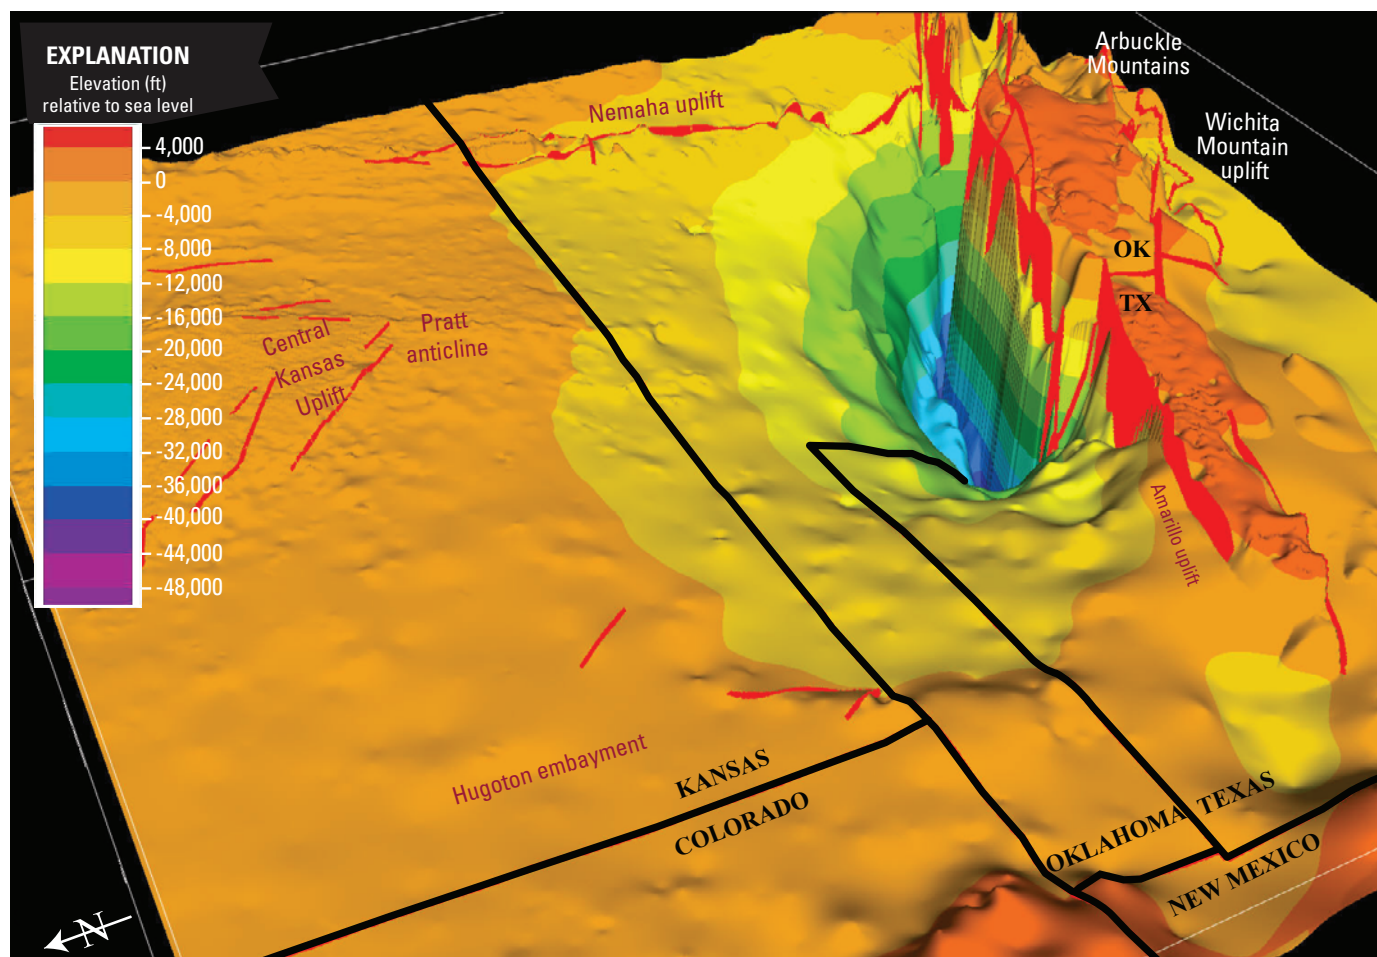 EXPLANATION
Elevation (ft)
relative to sea level
4,000
0
-4,000
-8,000
-12,000
-16,000
-20,000
-24,000
-28,000
-32,000
-36,000
-40,000
-44,000
-48,000
Arbuckle
Mountains
Nemaha uplift
Wichita
Mountain
uplift
OK
TX
Central
Kansas
Uplift
Pratt
anticline
Amarillo uplift
Hugoton embayment
KANSAS
COLORADO
OKLAHOMA
TEXAS
NEW MEXICO
N